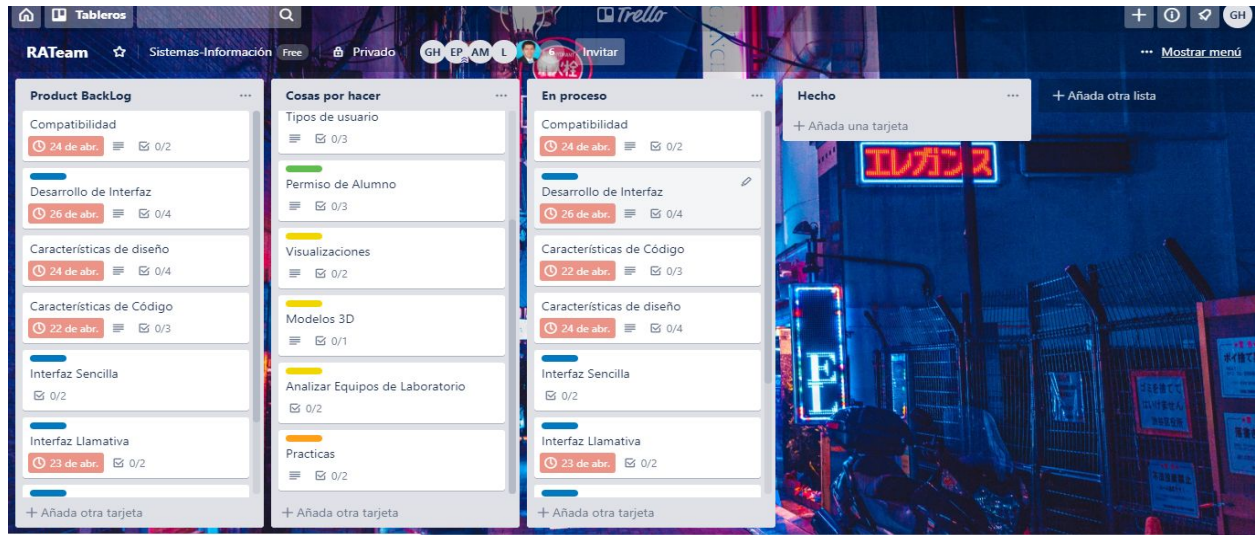 Tableros
Trello
GH
RATeam
Sistemas-Información
Free
Privado
GH EP AM L
6
Invitar
Mostrar menú
Product BackLog
Compatibilidad
24 de abr. 0/2
Desarrollo de Interfaz
26 de abr. 0/4
Características de diseño
24 de abr. 0/4
Características de Código
22 de abr. 0/3
Interfaz Sencilla
0/2
Interfaz Llamativa
23 de abr. 0/2
+ Añada otra tarjeta
Cosas por hacer
Tipos de usuario
0/3
Permiso de Alumno
0/3
Visualizaciones
0/2
Modelos 3D
0/1
Analizar Equipos de Laboratorio
0/2
Practicas
0/2
+ Añada otra tarjeta
En proceso
Compatibilidad
24 de abr. 0/2
Desarrollo de Interfaz
26 de abr. 0/4
Características de Código
22 de abr. 0/3
Características de diseño
24 de abr. 0/4
Interfaz Sencilla
0/2
Interfaz Llamativa
23 de abr. 0/2
+ Añada otra tarjeta
Hecho
+ Añada una tarjeta
+ Añada otra lista
エレガンス